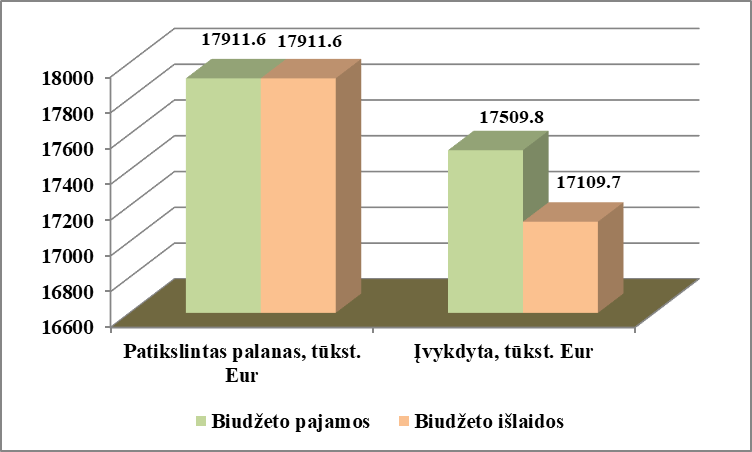 17911.6 17911.6
18000
17800
17600
17400
17200
17000
16800
16600
17509.8
17109.7
Patikslintas palanas, tūkst.
Eur
Įvykdyta, tūkst. Eur
Biudžeto pajamos
Biudžeto išlaidos